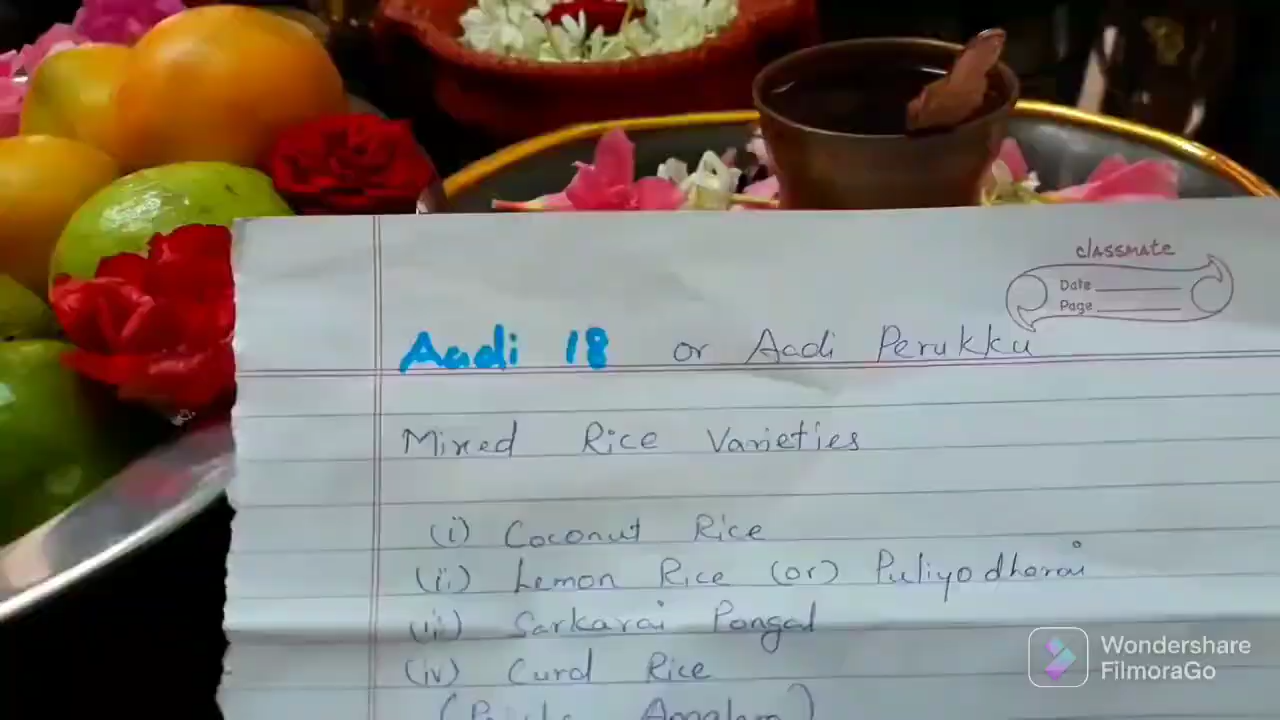 classmate
Date
Page
Aadi 18 or Aadi Perukku
Mixed Rice Varieties
(i) Coconut Rice
(ii) Lemon Rice (or) Puliyodharai
(iii) Sarkarai Pongal
(iv) Curd Rice
Wondershare
FilmoraGo